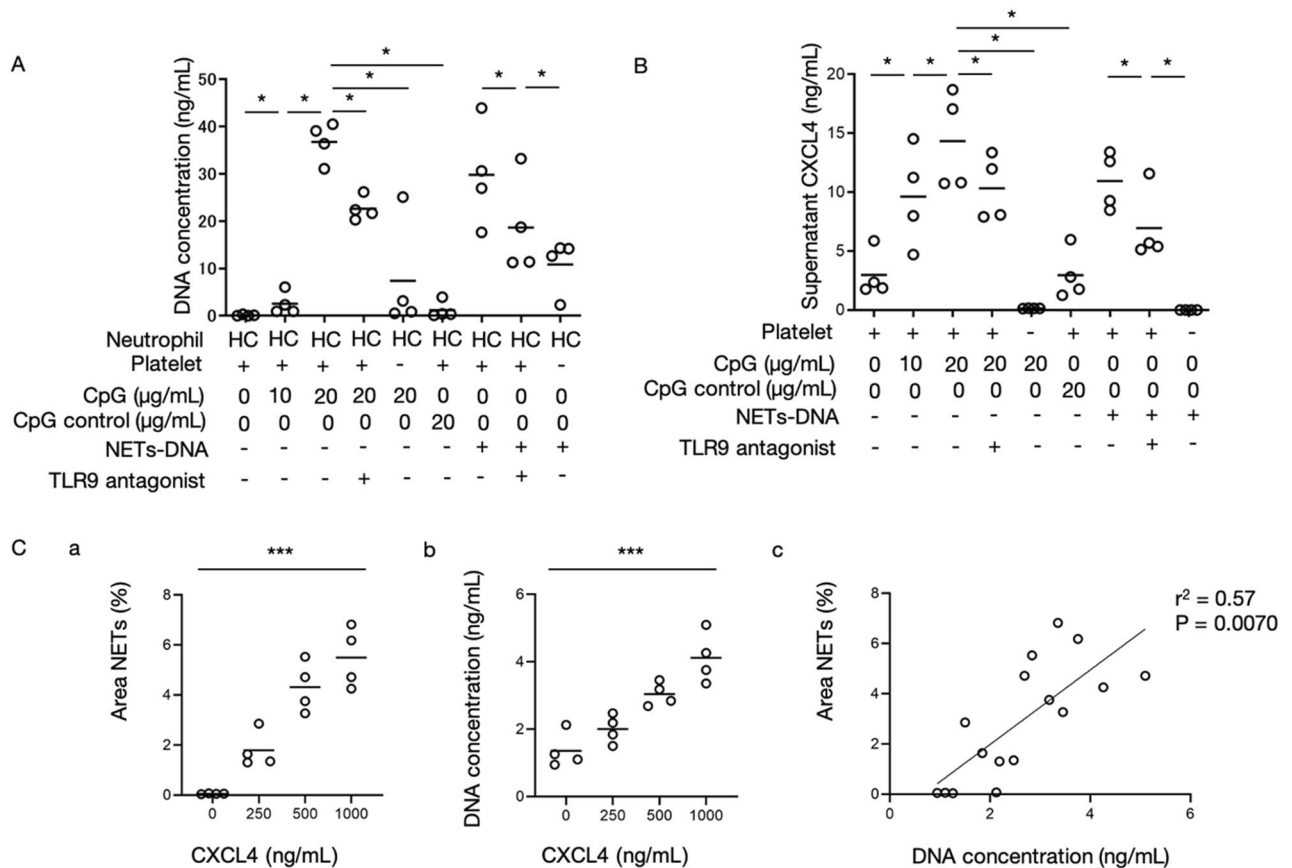 A
DNA concentration (ng/mL)
50
40
30
20
10
0
* * * * * * *
Neutrophil HC HC HC HC HC HC HC HC HC
Platelet + + + + - + + + -
CpG (µg/mL) 0 10 20 20 20 0 0 0 0
CpG control (µg/mL) 0 0 0 0 0 20 0 0 0
NETs-DNA - - - - - - + + +
TLR9 antagonist - - - + - - - + -
B
Supernatant CXCL4 (ng/mL)
20
15
10
5
0
* * * * * * *
Platelet + + + + - + + + -
CpG (µg/mL) 0 10 20 20 20 0 0 0 0
CpG control (µg/mL) 0 0 0 0 0 20 0 0 0
NETs-DNA - - - - - - + + +
TLR9 antagonist - - - + - - - + -
C
a
***
Area NETs (%)
8
6
4
2
0
0 250 500 1000
CXCL4 (ng/mL)
b
***
DNA concentration (ng/mL)
6
4
2
0
0 250 500 1000
CXCL4 (ng/mL)
c
Area NETs (%)
8
6
4
2
0
0 2 4 6
DNA concentration (ng/mL)
r² = 0.57
P = 0.0070